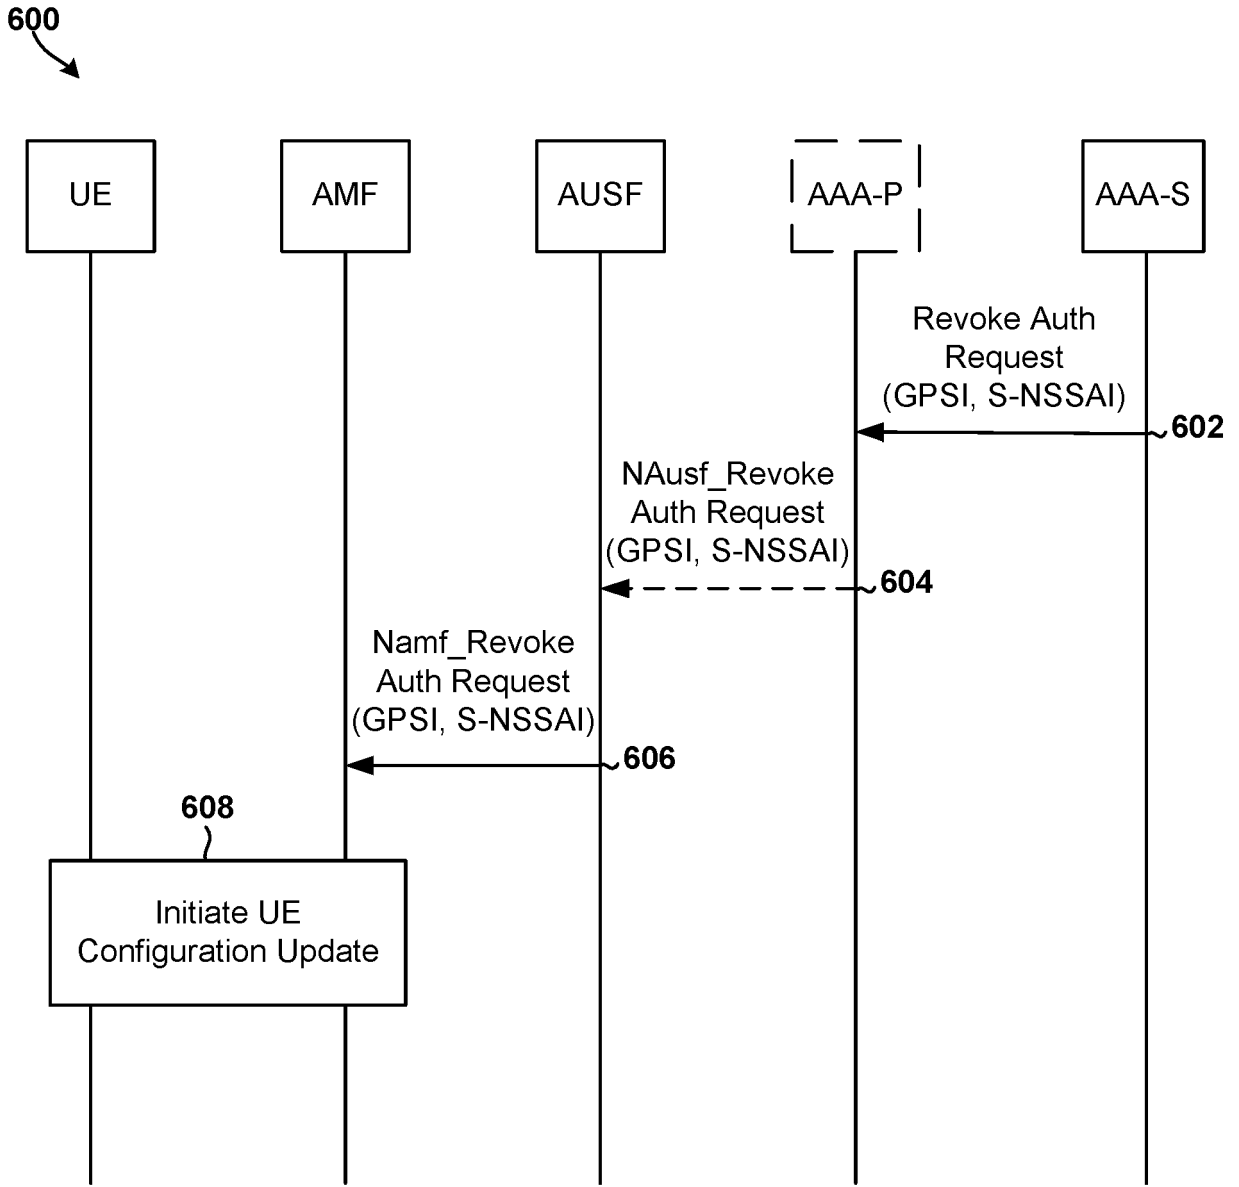 600
UE
AMF
AUSF
AAA-P
AAA-S
Revoke Auth
Request
(GPSI, S-NSSAI)
602
NAusf_Revoke
Auth Request
(GPSI, S-NSSAI)
604
Namf_Revoke
Auth Request
(GPSI, S-NSSAI)
606
608
Initiate UE
Configuration Update